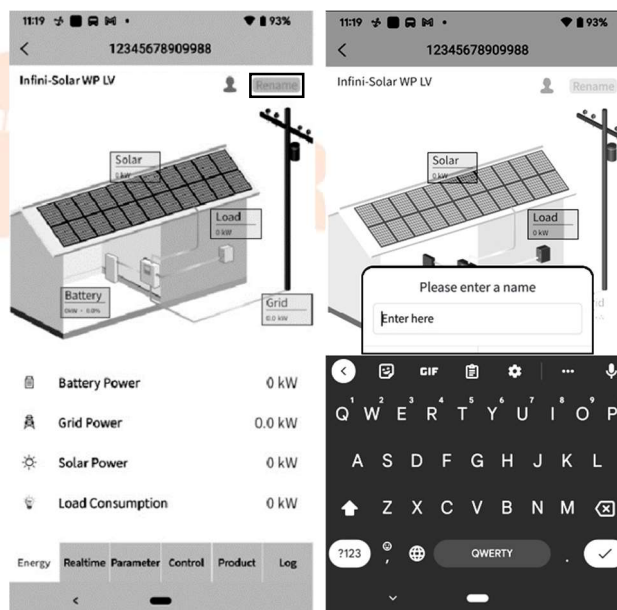 11:19
93%
12345678909988
Infini-Solar WP LV
Rename
Solar
0 kW
Load
0 kW
Battery
0kW · 0.0%
Grid
0.0 kW
Battery Power 0 kW
Grid Power 0.0 kW
Solar Power 0 kW
Load Consumption 0 kW
Energy Realtime Parameter Control Product Log
11:19
93%
12345678909988
Infini-Solar WP LV
Rename
Solar
0 kW
Load
0 kW
Please enter a name
Enter here
GIF
1 2 3 4 5 6 7 8 9
Q W E R T Y U I O P
A S D F G H J K L
Z X C V B N M
?123 , QWERTY .